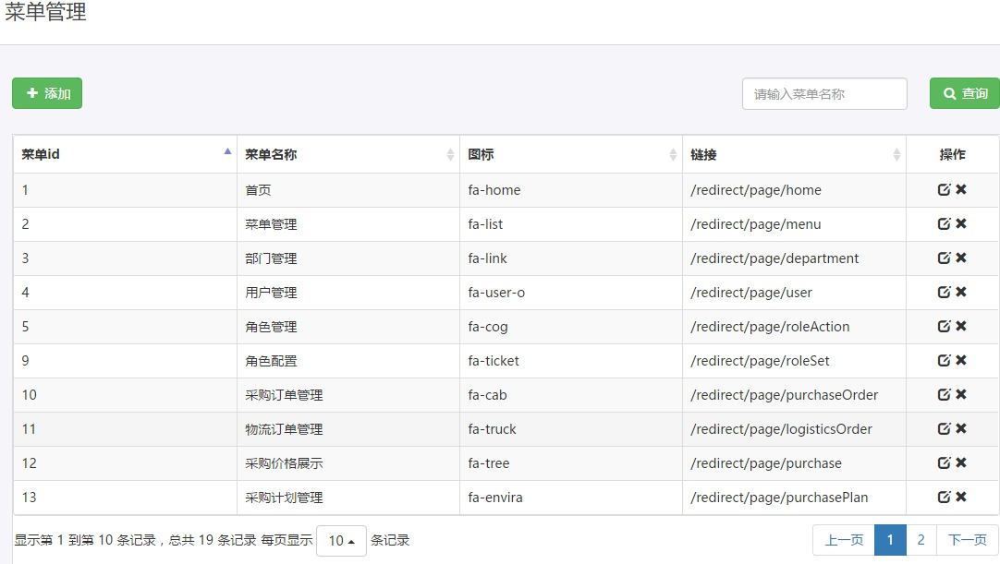 菜单管理
添加 请输入菜单名称 查询
菜单id 菜单名称 图标 链接 操作
1 首页 fa-home /redirect/page/home
2 菜单管理 fa-list /redirect/page/menu
3 部门管理 fa-link /redirect/page/department
4 用户管理 fa-user-o /redirect/page/user
5 角色管理 fa-cog /redirect/page/roleAction
9 角色配置 fa-ticket /redirect/page/roleSet
10 采购订单管理 fa-cab /redirect/page/purchaseOrder
11 物流订单管理 fa-truck /redirect/page/logisticsOrder
12 采购价格展示 fa-tree /redirect/page/purchase
13 采购计划管理 fa-envira /redirect/page/purchasePlan
显示第 1 到第 10 条记录，总共 19 条记录 每页显示 10 条记录 上一页 1 2 下一页